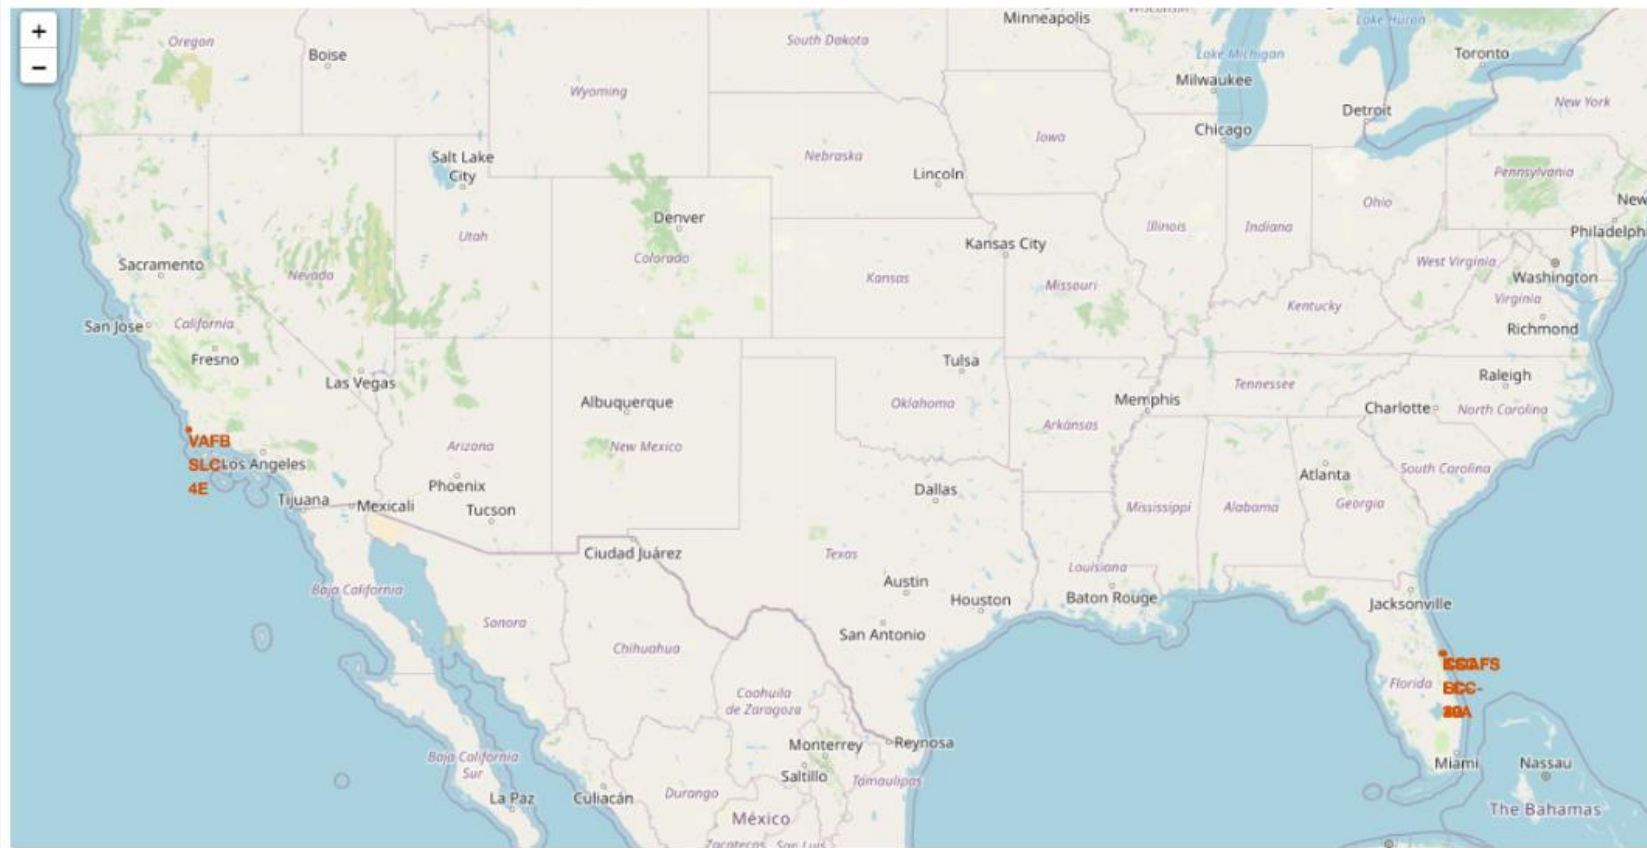 +
−
Minneapolis
Wisconsin
Lake Huron
Oregon
Boise
South Dakota
Lake Michigan
Toronto
Wyoming
Milwaukee
New York
Detroit
Chicago
Iowa
Salt Lake
City
Nebraska
Lincoln
Pennsylvania
Denver
Ohio
New
Philadelph
Utah
Illinois
Indiana
Kansas City
Sacramento
Nevada
Colorado
Kansas
West Virginia
Washington
Missouri
Kentucky
Virginia
San Jose
California
Richmond
Fresno
Tulsa
Las Vegas
Raleigh
Tennessee
Albuquerque
Oklahoma
Memphis
Charlotte
North Carolina
Arkansas
VAFB
SLC-
4E
Los Angeles
Arizona
New Mexico
South Carolina
Atlanta
Phoenix
Dallas
Tijuana
Mexicali
Tucson
Mississippi
Alabama
Georgia
Ciudad Juárez
Texas
Louisiana
Austin
Baja California
Houston
Baton Rouge
Jacksonville
Sonora
San Antonio
Chihuahua
Florida
Coahuila
de Zaragoza
Monterrey
Reynosa
Baja California
Sur
Saltillo
Tamaulipas
Miami
Nassau
La Paz
Culiacán
Durango
México
The Bahamas
Zacatecas
San Luis